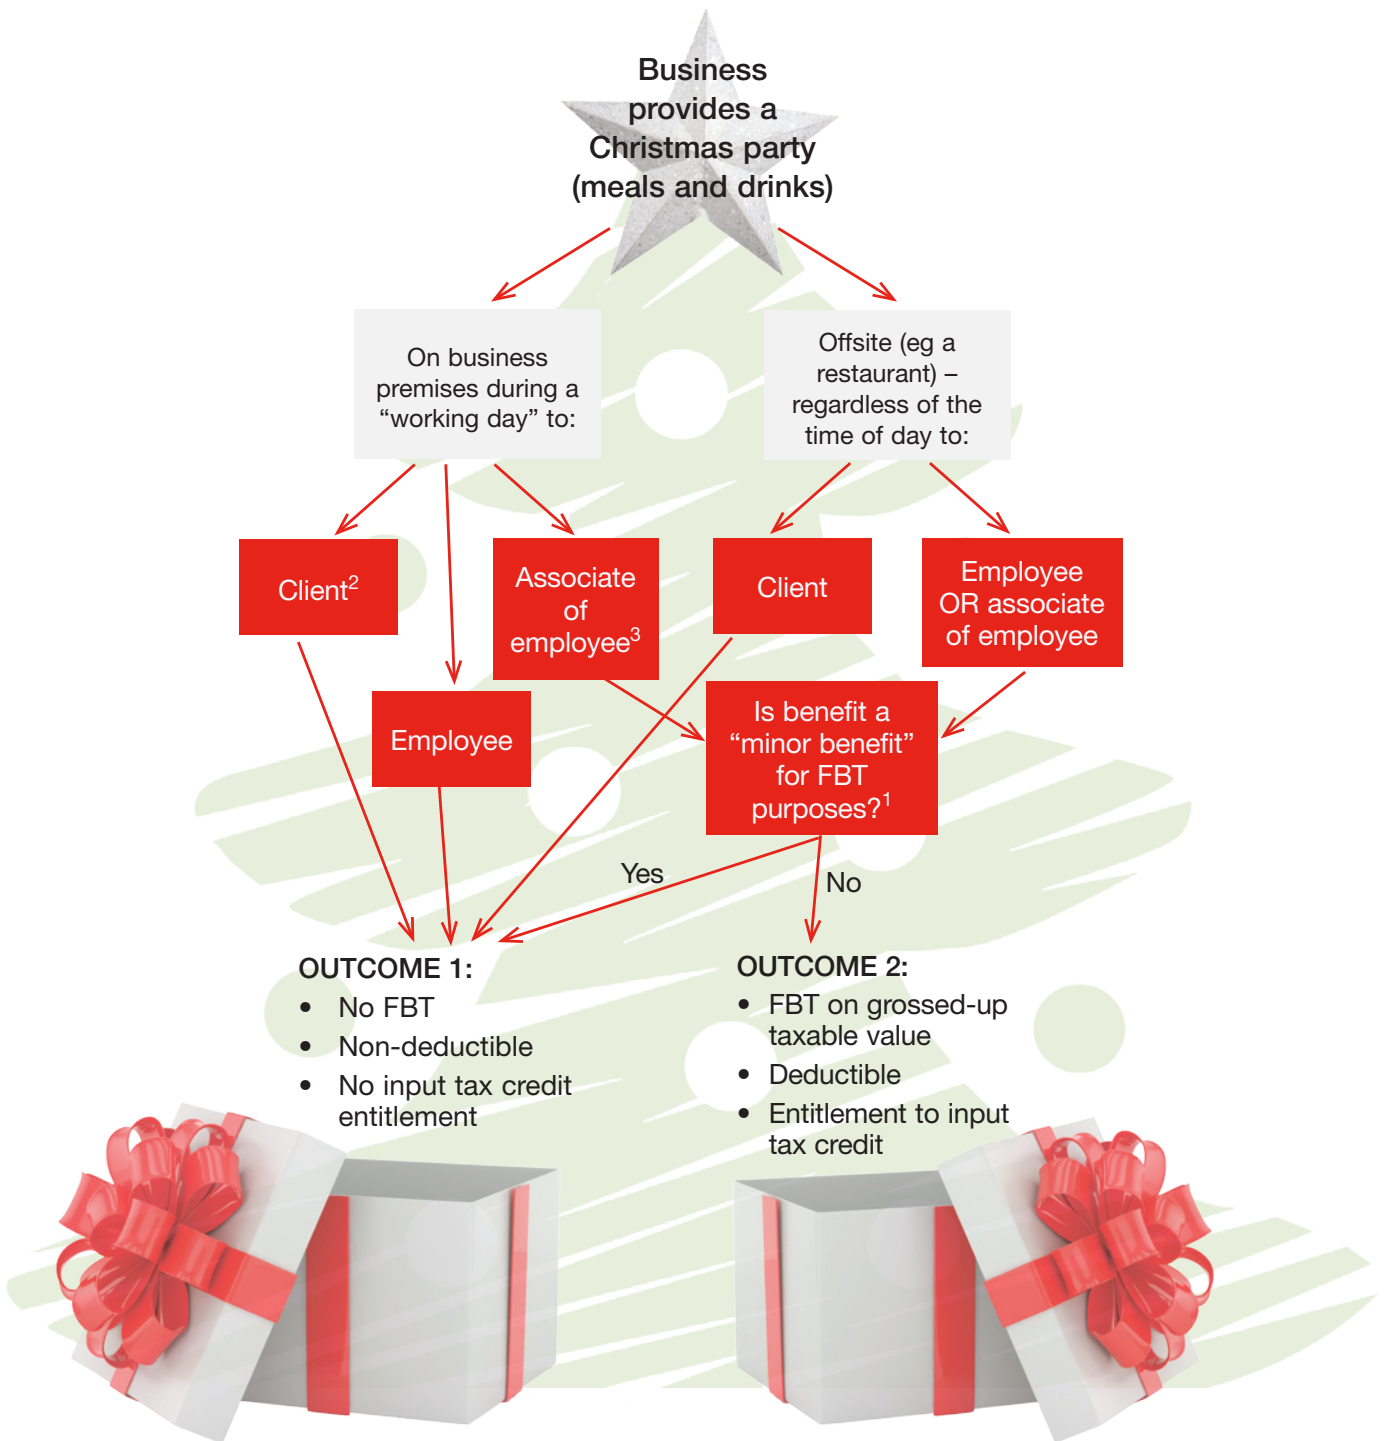 Business
provides a
Christmas party
(meals and drinks)
On business
premises during a
“working day” to:
Offsite (eg a
restaurant) –
regardless of the
time of day to:
Client²
Associate
of
employee³
Client
Employee
OR associate
of employee
Employee
Is benefit a
“minor benefit”
for FBT
purposes?¹
Yes
No
OUTCOME 1:
• No FBT
• Non-deductible
• No input tax credit
entitlement
OUTCOME 2:
• FBT on grossed-up
taxable value
• Deductible
• Entitlement to input
tax credit